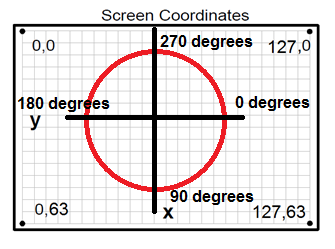 Screen Coordinates
0,0
270 degrees
127,0
180 degrees
0 degrees
y
90 degrees
0,63
x
127,63